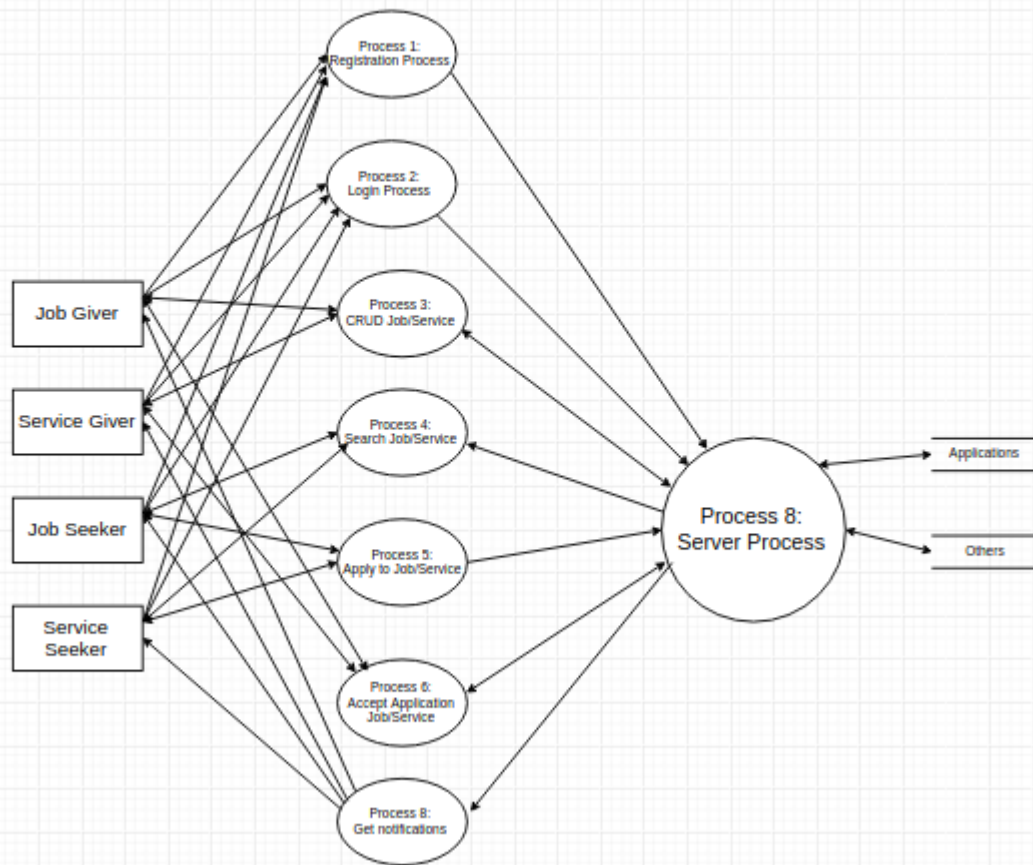 Process 1:
Registration Process
Process 2:
Login Process
Job Giver
Process 3:
CRUD Job/Service
Service Giver
Process 4:
Search Job/Service
Applications
Job Seeker
Process 8:
Server Process
Others
Process 5:
Apply to Job/Service
Service
Seeker
Process 6:
Accept Application
Job/Service
Process 8:
Get notifications